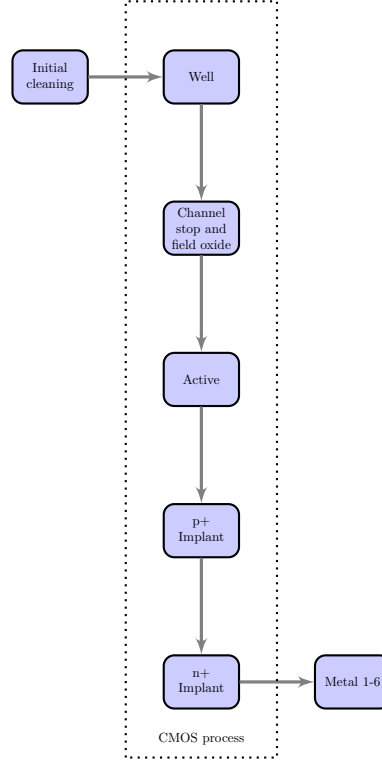 Initial
cleaning
Well
Channel
stop and
field oxide
Active
p+
Implant
n+
Implant
Metal 1-6
CMOS process